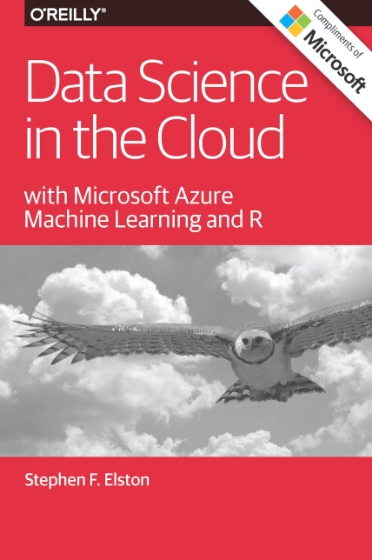 O'REILLY®
Compliments of
Microsoft
Data Science
in the Cloud
with Microsoft Azure
Machine Learning and R
Stephen F. Elston